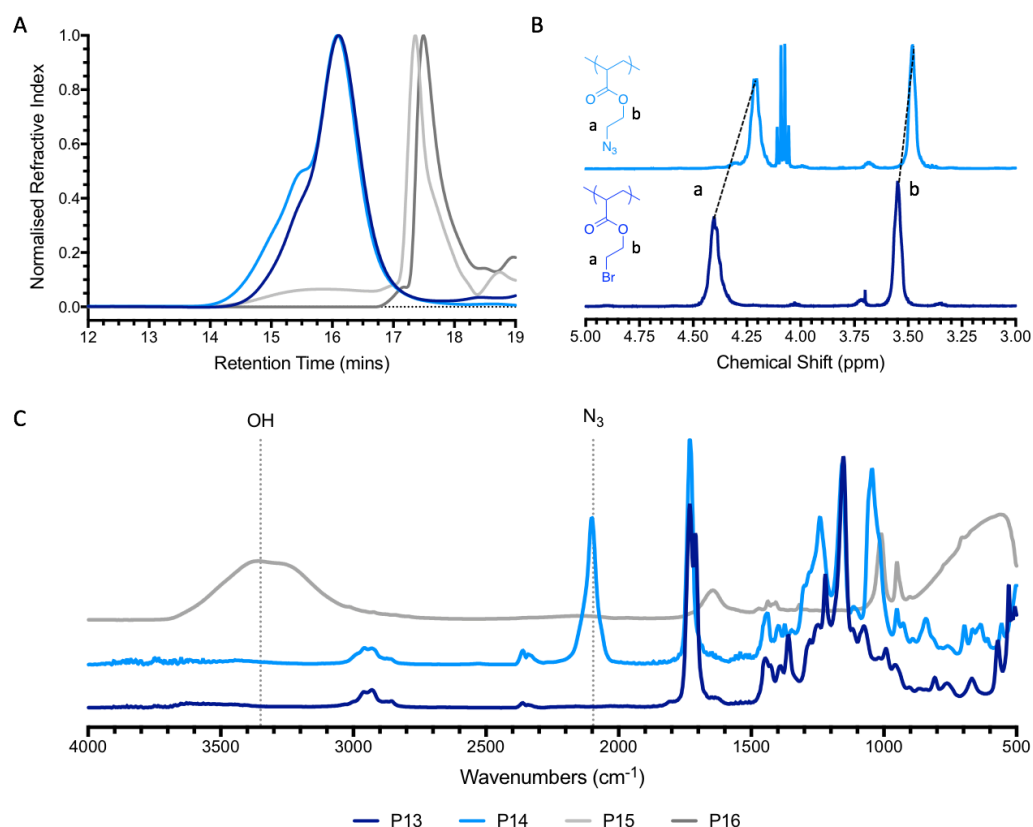 A
Normalised Refractive Index
1.0
0.8
0.6
0.4
0.2
0.0
12 13 14 15 16 17 18 19
Retention Time (mins)
B
O
O
b
a
N3
a
b
O
O
b
a
Br
5.00 4.75 4.50 4.25 4.00 3.75 3.50 3.25 3.00
Chemical Shift (ppm)
C
OH
N3
4000 3500 3000 2500 2000 1500 1000 500
Wavenumbers (cm-1)
P13 P14 P15 P16